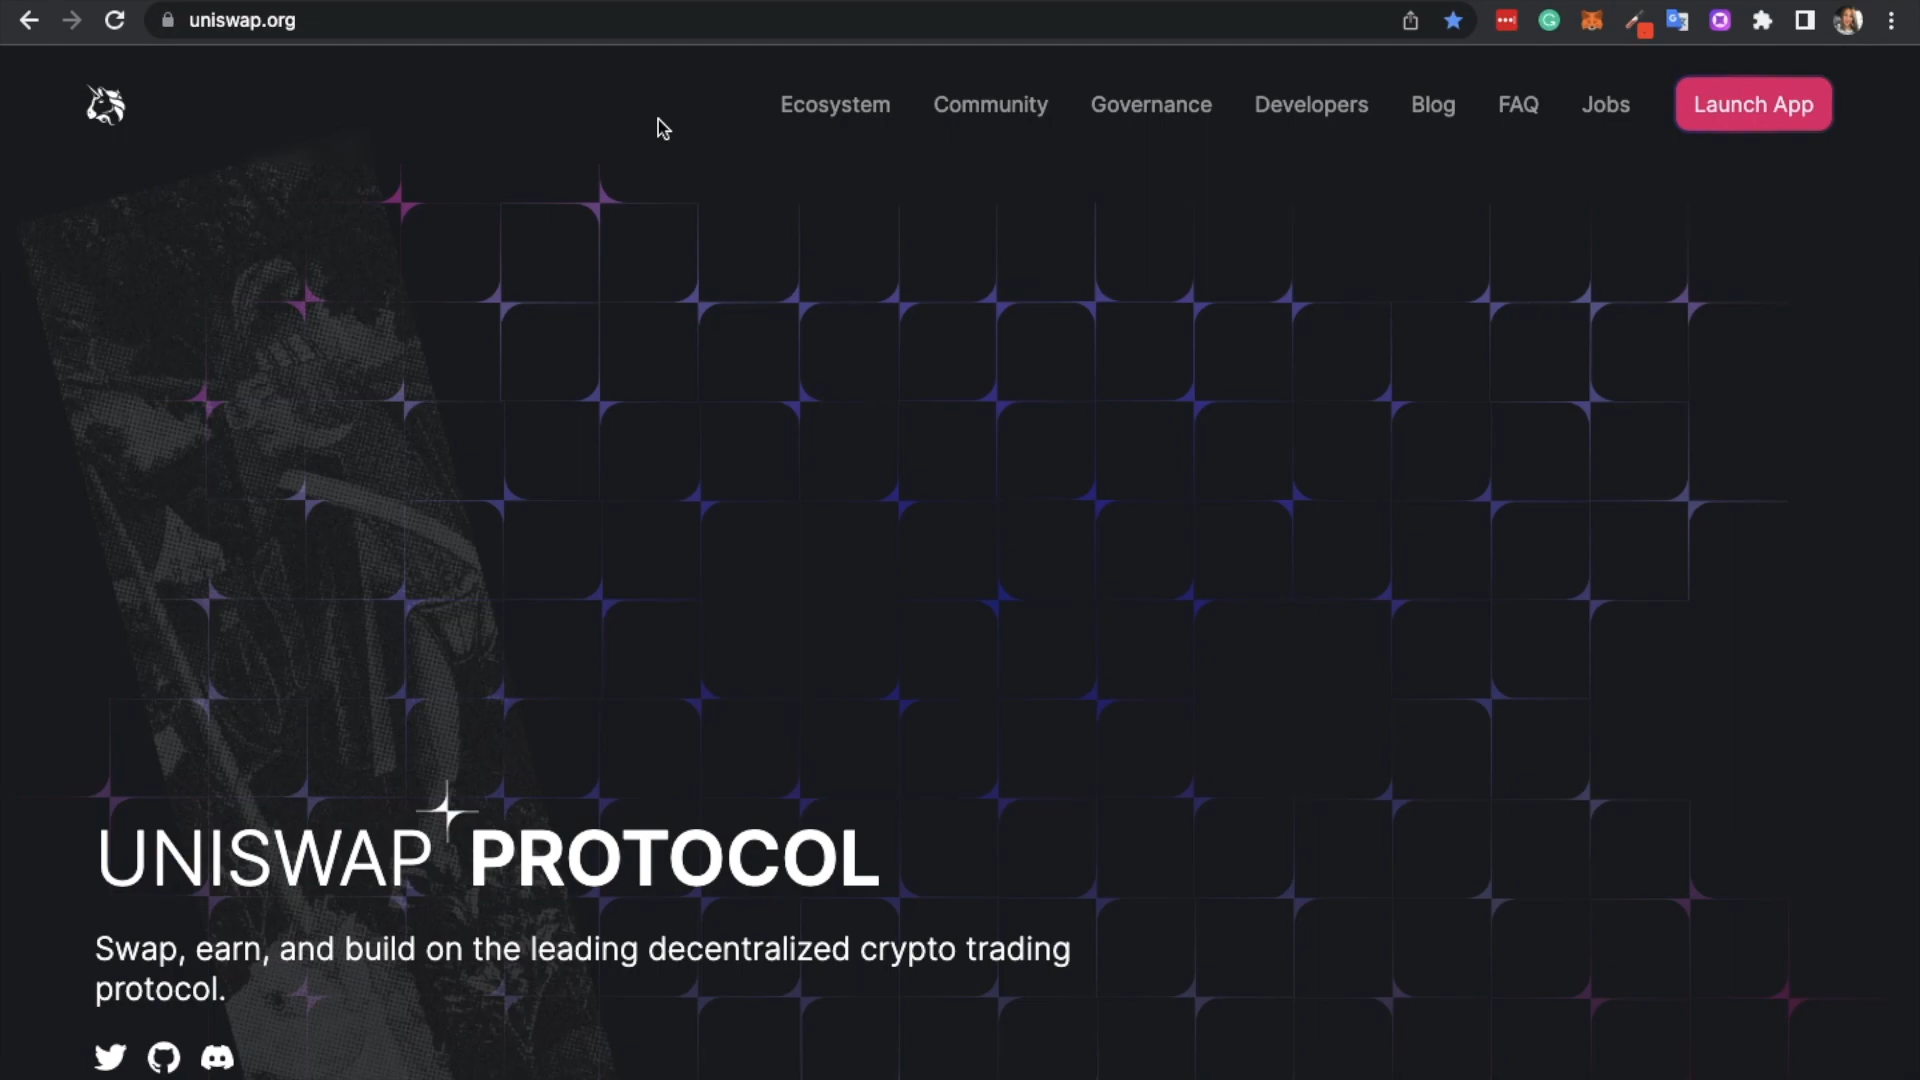 uniswap.org
Ecosystem Community Governance Developers Blog FAQ Jobs Launch App
UNISWAP PROTOCOL
Swap, earn, and build on the leading decentralized crypto trading
protocol.